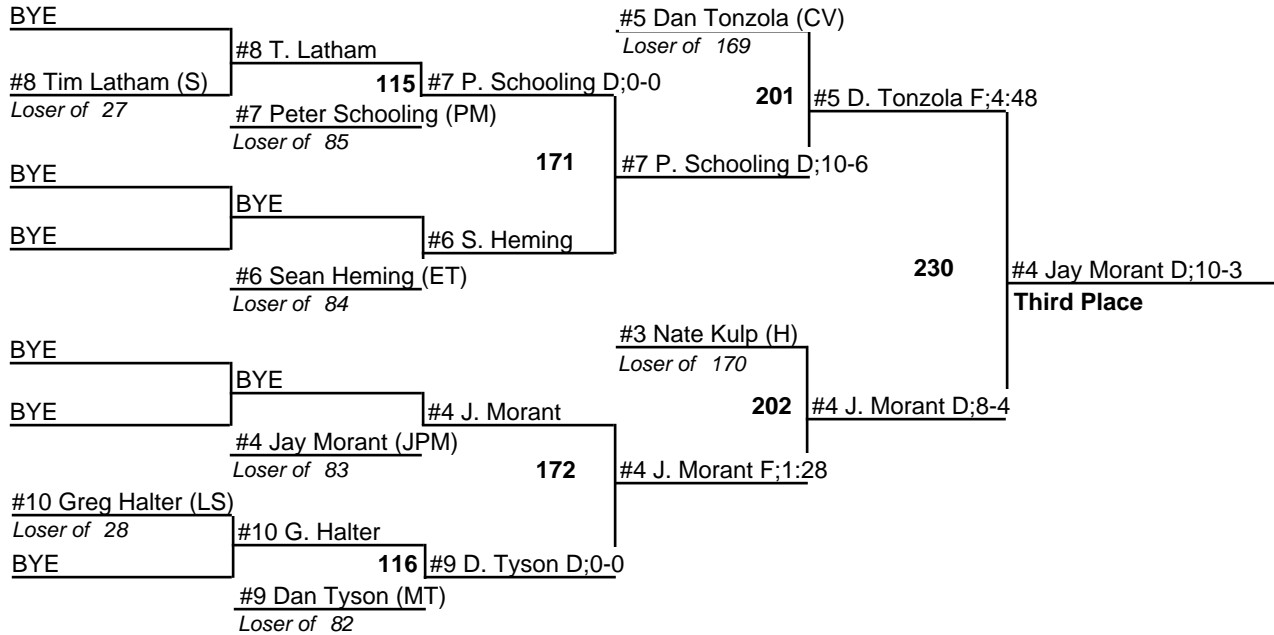 BYE
#8 T. Latham
#8 Tim Latham (S)
Loser of 27
115
#7 P. Schooling D;0-0
#7 Peter Schooling (PM)
Loser of 85
171
BYE
BYE
BYE
#6 S. Heming
#6 Sean Heming (ET)
Loser of 84
#5 Dan Tonzola (CV)
Loser of 169
201
#5 D. Tonzola F;4:48
#7 P. Schooling D;10-6
230
#4 Jay Morant D;10-3
Third Place
BYE
BYE
BYE
#4 J. Morant
#4 Jay Morant (JPM)
Loser of 83
172
#10 Greg Halter (LS)
Loser of 28
#10 G. Halter
BYE
116
#9 D. Tyson D;0-0
#9 Dan Tyson (MT)
Loser of 82
#3 Nate Kulp (H)
Loser of 170
202
#4 J. Morant D;8-4
#4 J. Morant F;1:28